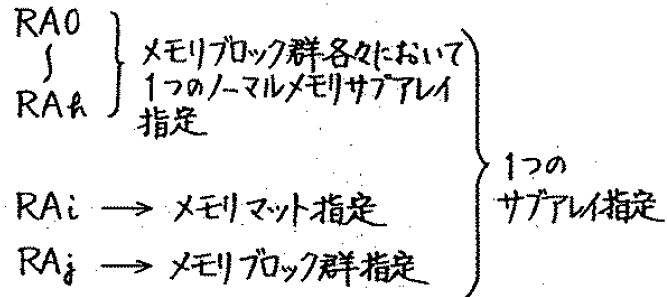 RA0
∫
RAh
メモリブロック群各々において
1つのノーマルメモリサブアレイ
指定
RAi → メモリマット指定
RAj → メモリブロック群指定
1つの
サブアレイ指定